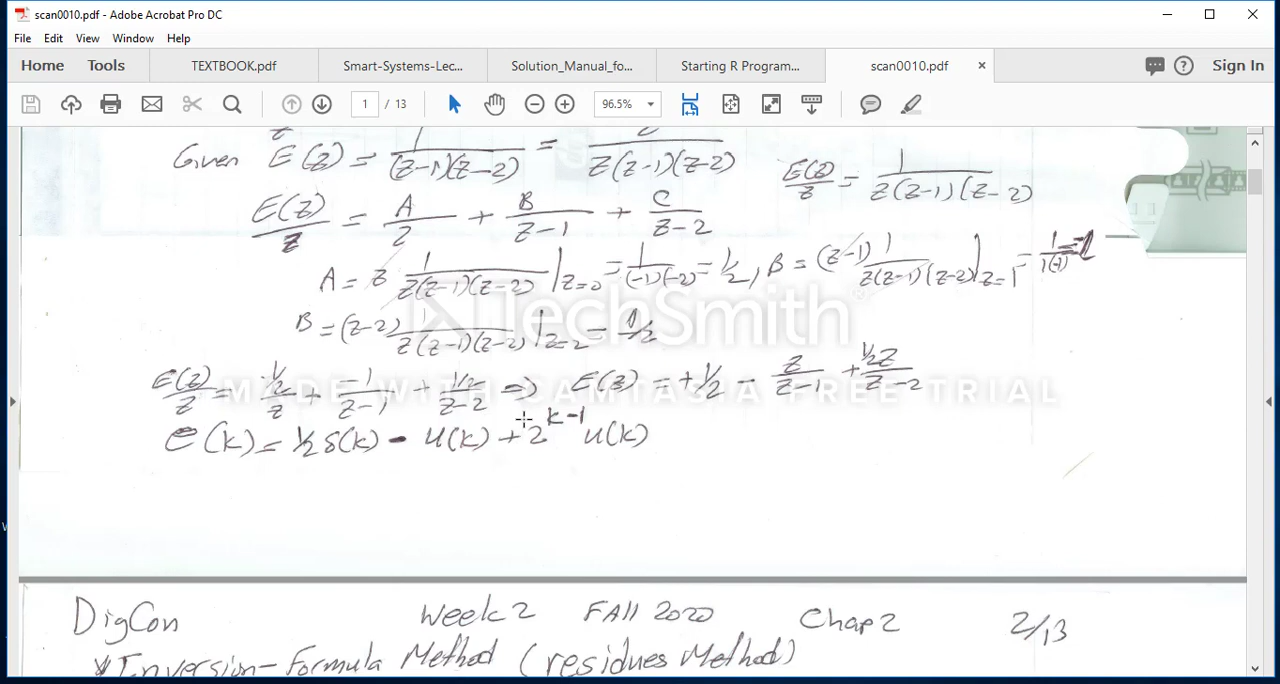 scan0010.pdf - Adobe Acrobat Pro DC
File Edit View Window Help
Home Tools TEXTBOOK.pdf Smart-Systems-Lec... Solution_Manual_fo... Starting R Program... scan0010.pdf × Sign In
1 / 13 96.5%
Given E(z) = 1/((z-1)(z-2)) = /(z(z-1)(z-2)) E(z)/z = 1/(z(z-1)(z-2))
E(z)/z = A/z + B/(z-1) + C/(z-2)
A = z 1/(z(z-1)(z-2)) |z=0 = 1/((-1)(-2)) = 1/2, B = (z-1) 1/(z(z-1)(z-2)) |z=1 = 1/(1(-1)) = -1
B = (z-2) 1/(z(z-1)(z-2)) |z=2 = 1/2
E(z)/z = 1/2/z + -1/(z-1) + 1/2/(z-2) => E(z) = +1/2 - z/(z-1) + 1/2z/(z-2)
e(k) = 1/2 δ(k) - u(k) + 2^(k-1) u(k)
TechSmith®
MADE WITH CAMTASIA FREE TRIAL
DigCon Week 2 FAll 2020 Chap 2 2/13
*Inversion-Formula Method (residues Method)